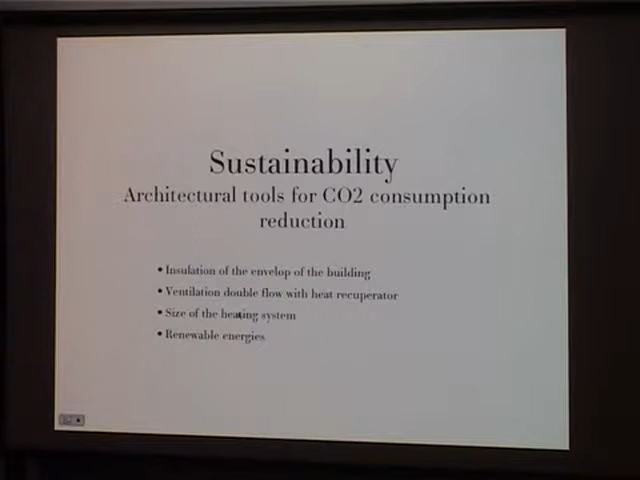 Sustainability
Architectural tools for CO2 consumption
reduction
• Insulation of the envelop of the building
• Ventilation double flow with heat recuperator
• Size of the heating system
• Renewable energies